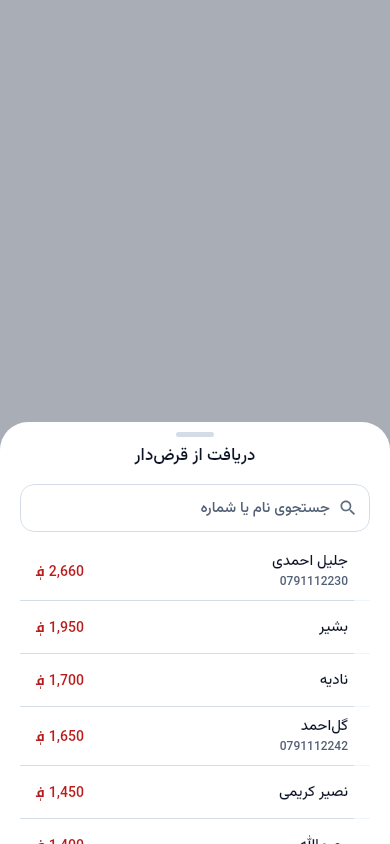 دریافت از قرض‌دار
جستجوی نام یا شماره
جلیل احمدی
0791112230
2,660 ؋
بشیر
1,950 ؋
نادیه
1,700 ؋
گل‌احمد
0791112242
1,650 ؋
نصیر کریمی
1,450 ؋